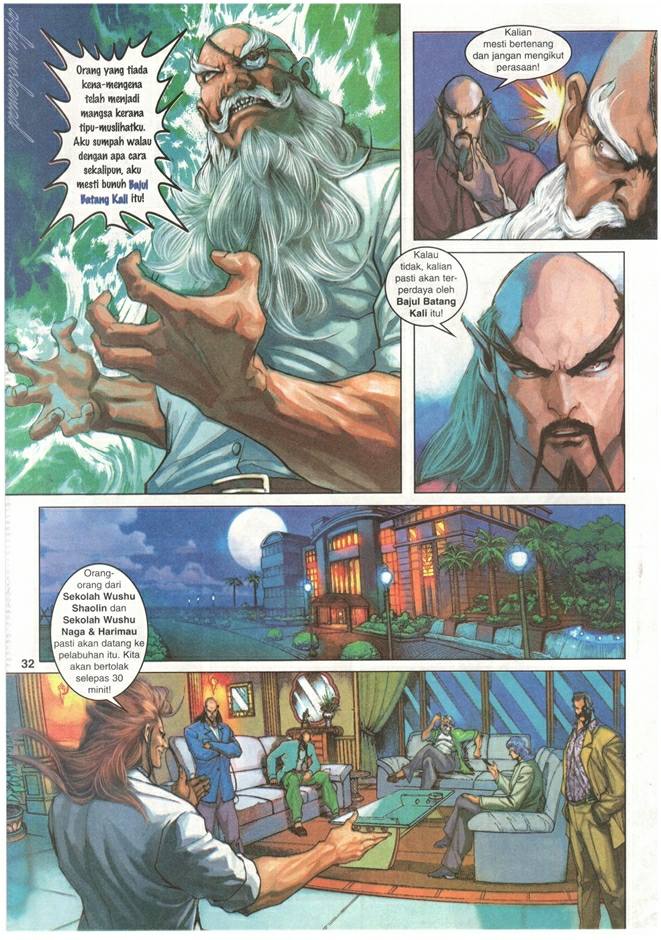 Orang yang tiada
kena-mengena
telah menjadi
mangsa kerana
tipu-muslihatku.
Aku sumpah walau
dengan apa cara
sekalipun, aku
mesti bunuh Bajul
Batang Kali itu!
Kalian
mesti bertenang
dan jangan mengikut
perasaan!
Kalau
tidak, kalian
pasti akan ter-
perdaya oleh
Bajul Batang
Kali itu!
Orang-
orang dari
Sekolah Wushu
Shaolin dan
Sekolah Wushu
Naga & Harimau
pasti akan datang ke
pelabuhan itu. Kita
akan bertolak
selepas 30
minit!
32